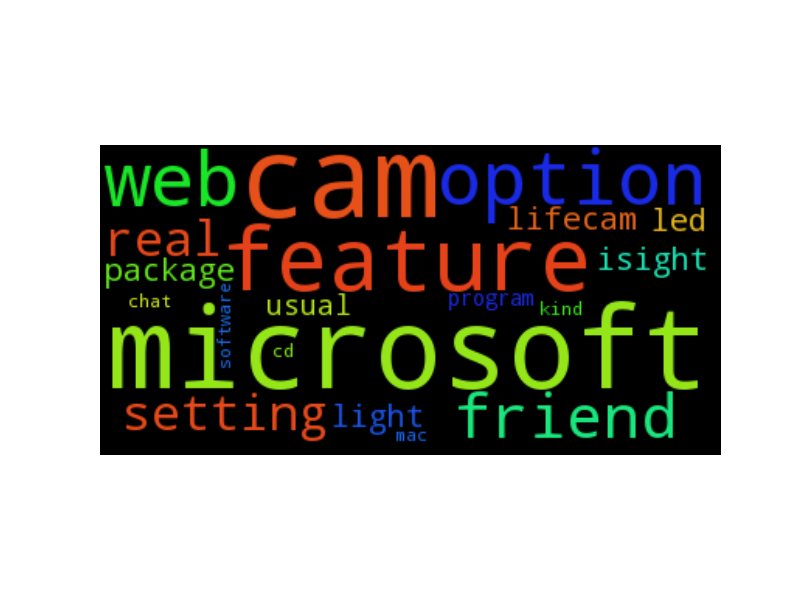 web cam option
lifecam led
real feature
isight
package
chat usual program kind
software
microsoft
cd
setting light friend
mac